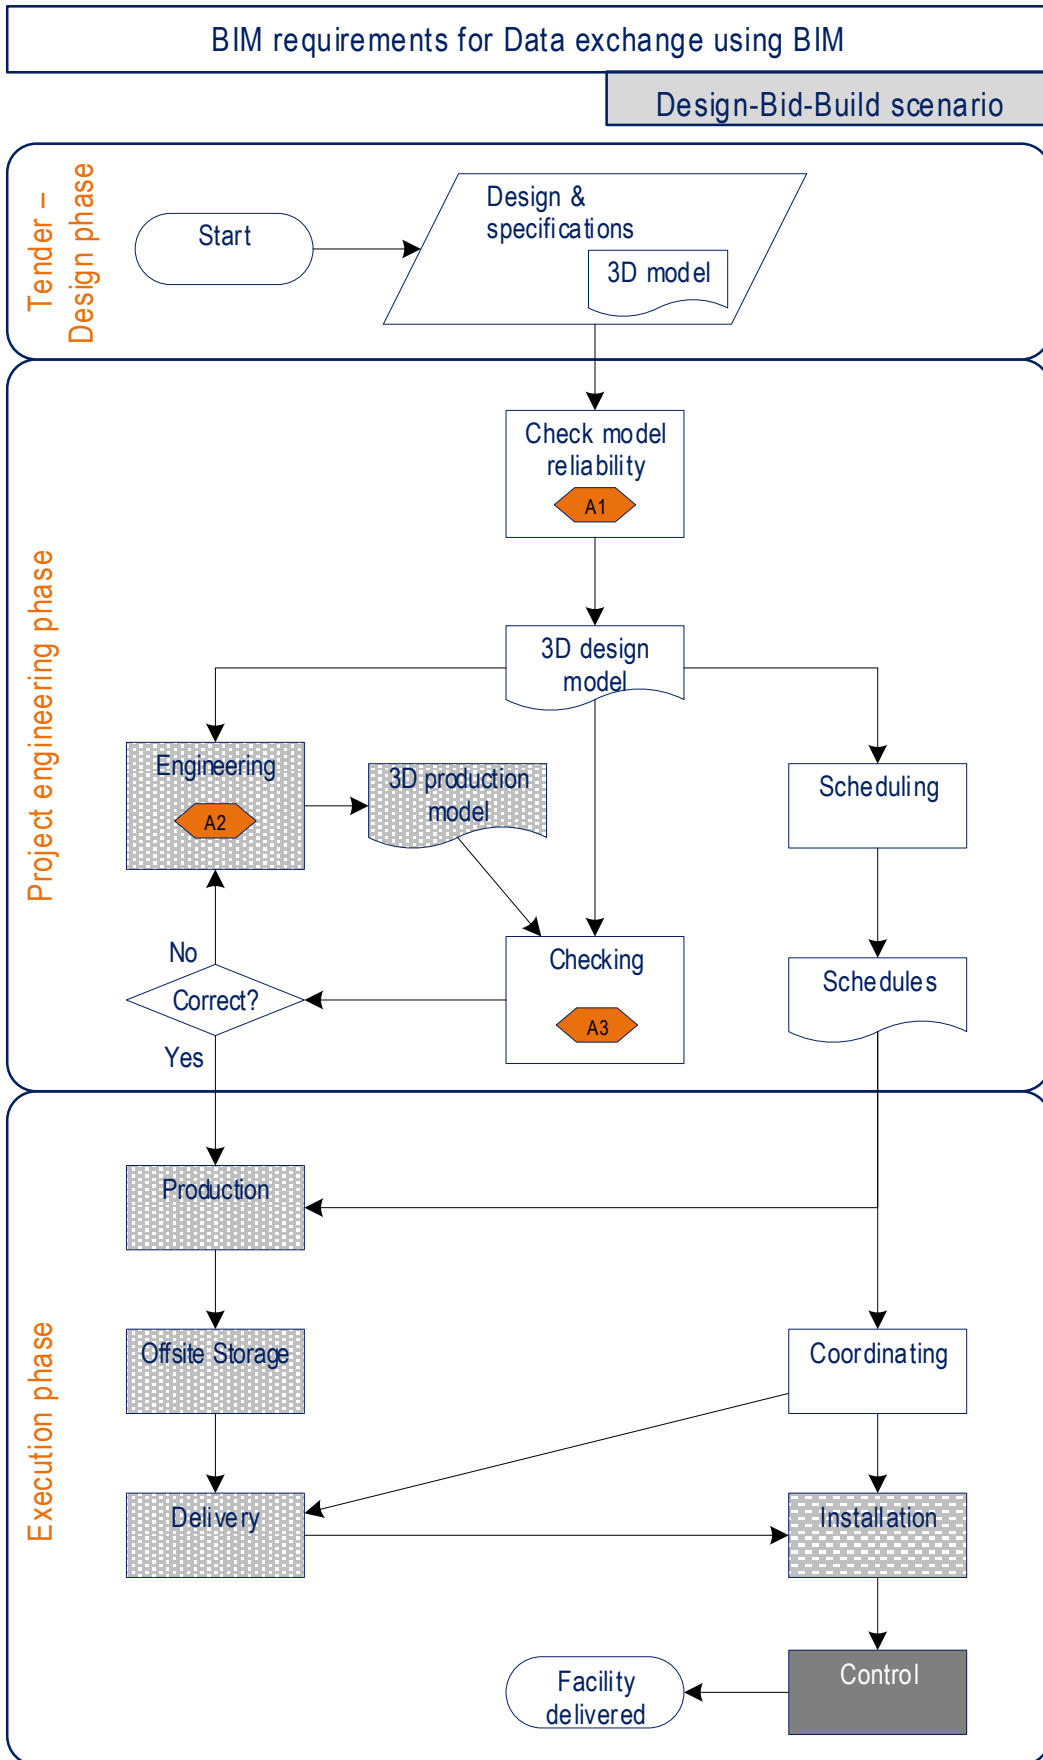 BIM requirements for Data exchange using BIM
Design-Bid-Build scenario
Tender –
Design phase
Start
Design &
specifications
3D model
Project engineering phase
Check model
reliability
A1
3D design
model
Engineering
A2
3D production
model
Scheduling
No
Correct?
Yes
Checking
A3
Schedules
Execution phase
Production
Offsite Storage
Coordinating
Delivery
Installation
Control
Facility
delivered